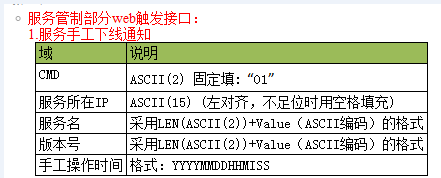 服务管制部分web触发接口：
1.服务手工下线通知
域 说明
CMD ASCII(2) 固定填：“01”
服务所在IP ASCII(15) (左对齐，不足位时用空格填充)
服务名 采用LEN(ASCII(2))+Value（ASCII编码）的格式
版本号 采用LEN(ASCII(2))+Value（ASCII编码）的格式
手工操作时间 格式：YYYYMMDDHHMISS